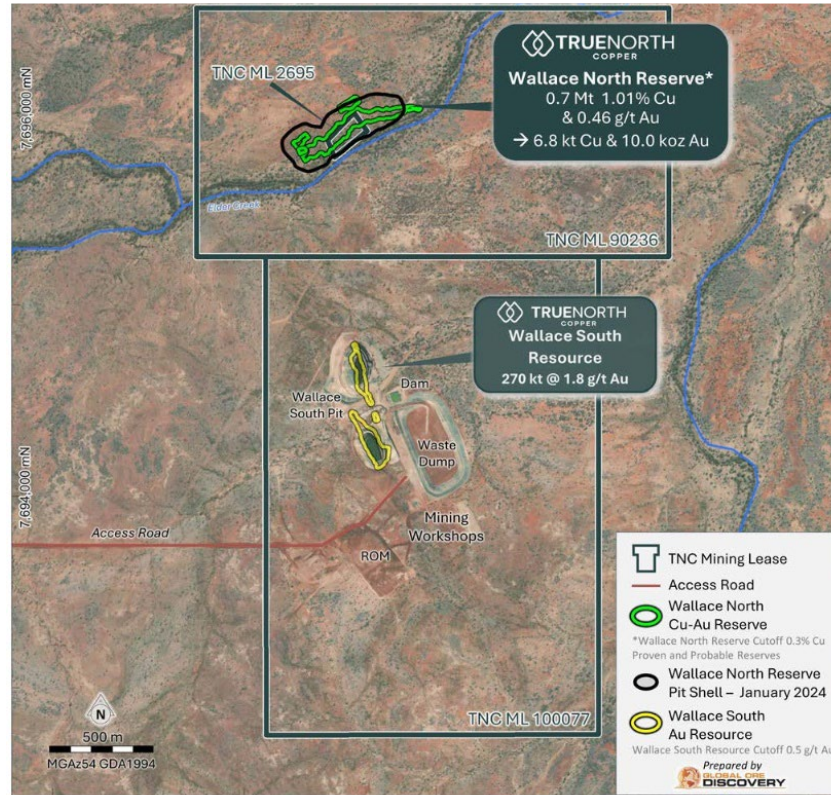 TRUENORTH
COPPER
Wallace North Reserve*
0.7 Mt 1.01% Cu
& 0.46 g/t Au
→ 6.8 kt Cu & 10.0 koz Au
TNC ML 2695
7,696,000 mN
Eldor Creek
TNC ML 90236
TRUENORTH
COPPER
Wallace South
Resource
270 kt @ 1.8 g/t Au
Wallace
South Pit
Dam
Waste
Dump
7,694,000 mN
Access Road
Mining
Workshops
ROM
TNC ML 100077
N
500 m
MGAz54 GDA1994
TNC Mining Lease
Access Road
Wallace North
Cu-Au Reserve
*Wallace North Reserve Cutoff 0.3% Cu
Proven and Probable Reserves
Wallace North Reserve
Pit Shell – January 2024
Wallace South
Au Resource
Wallace South Resource Cutoff 0.5 g/t Au
Prepared by
GLOBAL ORE
DISCOVERY